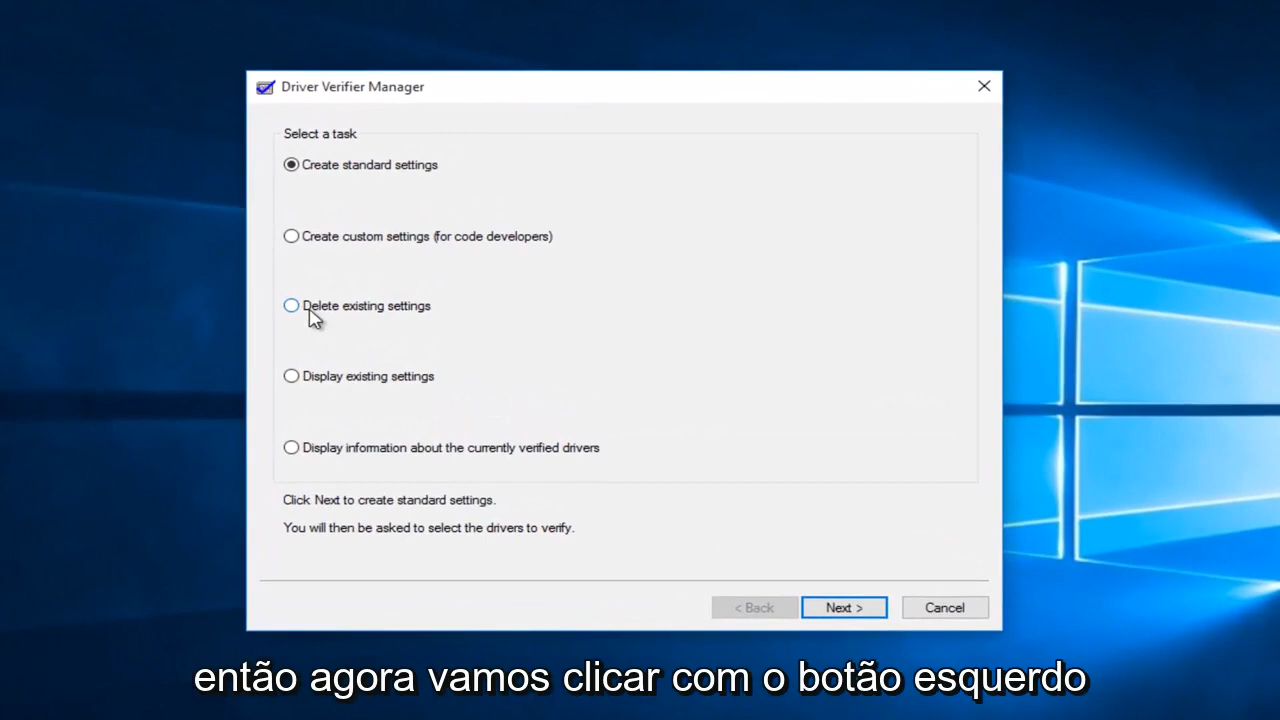 Driver Verifier Manager
Select a task
Create standard settings
Create custom settings (for code developers)
Delete existing settings
Display existing settings
Display information about the currently verified drivers
Click Next to create standard settings.
You will then be asked to select the drivers to verify.
< Back Next > Cancel
então agora vamos clicar com o botão esquerdo